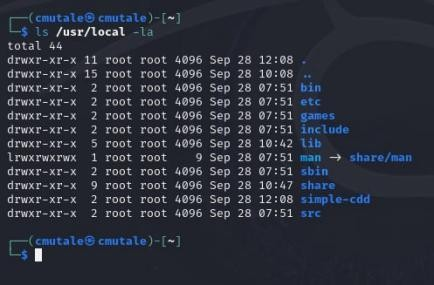 ┌──(cmutale㉿cmutale)-[~]
└─$ ls /usr/local -la
total 44
drwxr-xr-x 11 root root 4096 Sep 28 12:08 .
drwxr-xr-x 15 root root 4096 Sep 28 10:08 ..
drwxr-xr-x  2 root root 4096 Sep 28 07:51 bin
drwxr-xr-x  2 root root 4096 Sep 28 07:51 etc
drwxr-xr-x  2 root root 4096 Sep 28 07:51 games
drwxr-xr-x  2 root root 4096 Sep 28 07:51 include
drwxr-xr-x  5 root root 4096 Sep 28 10:42 lib
lrwxrwxrwx  1 root root    9 Sep 28 07:51 man → share/man
drwxr-xr-x  2 root root 4096 Sep 28 07:51 sbin
drwxr-xr-x  9 root root 4096 Sep 28 10:47 share
drwxr-xr-x  2 root root 4096 Sep 28 12:08 simple-cdd
drwxr-xr-x  2 root root 4096 Sep 28 07:51 src
┌──(cmutale㉿cmutale)-[~]
└─$